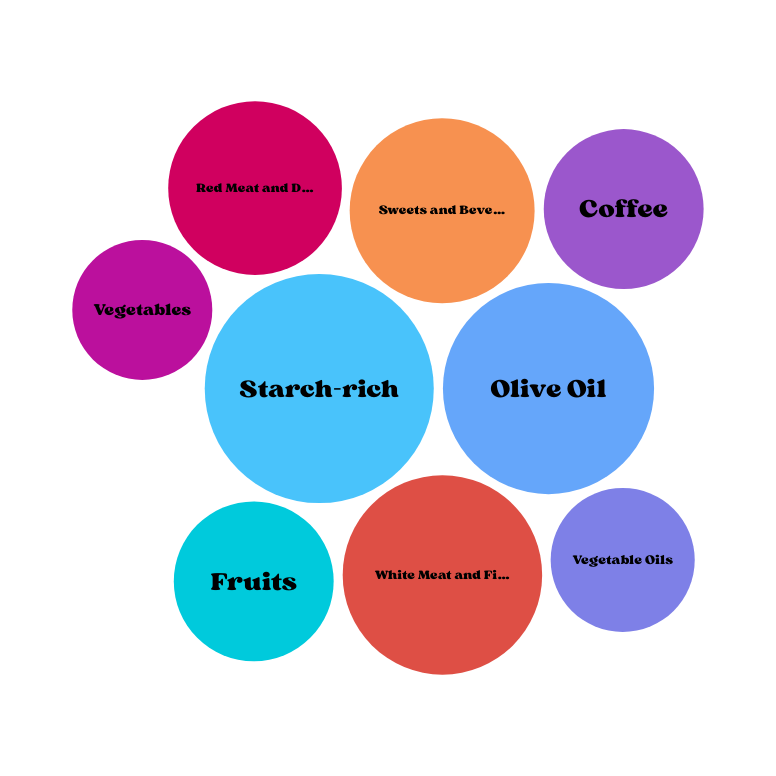 Red Meat and D...
Sweets and Beve...
Coffee
Vegetables
Starch-rich
Olive Oil
Fruits
White Meat and Fi...
Vegetable Oils